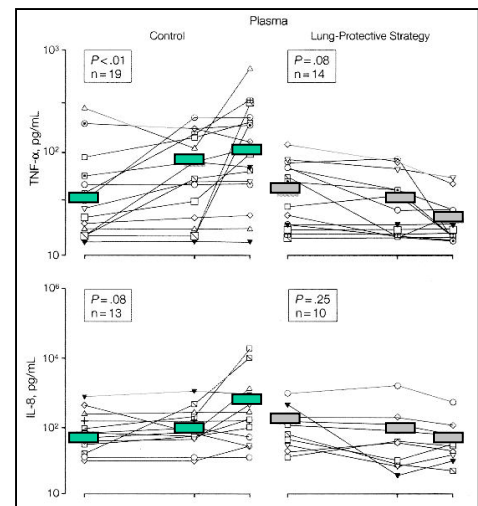 Plasma
Control
Lung-Protective Strategy
TNF-α, pg/mL
10³
10²
10
P<.01
n=19
P=.08
n=14
IL-8, pg/mL
10⁶
10⁴
10²
10
P=.08
n=13
P=.25
n=10